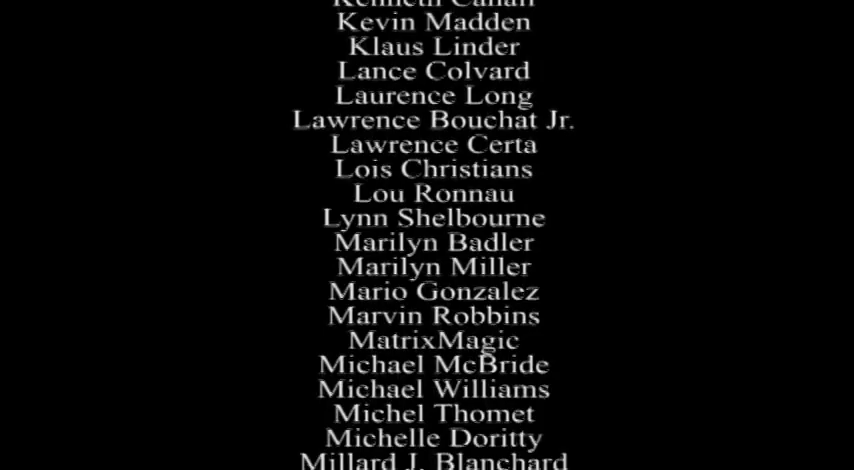 Kenneth
Kevin Madden
Klaus Linder
Lance Colvard
Laurence Long
Lawrence Bouchat Jr.
Lawrence Certa
Lois Christians
Lou Ronnau
Lynn Shelbourne
Marilyn Badler
Marilyn Miller
Mario Gonzalez
Marvin Robbins
MatrixMagic
Michael McBride
Michael Williams
Michel Thomet
Michelle Doritty
Millard J. Blanchard